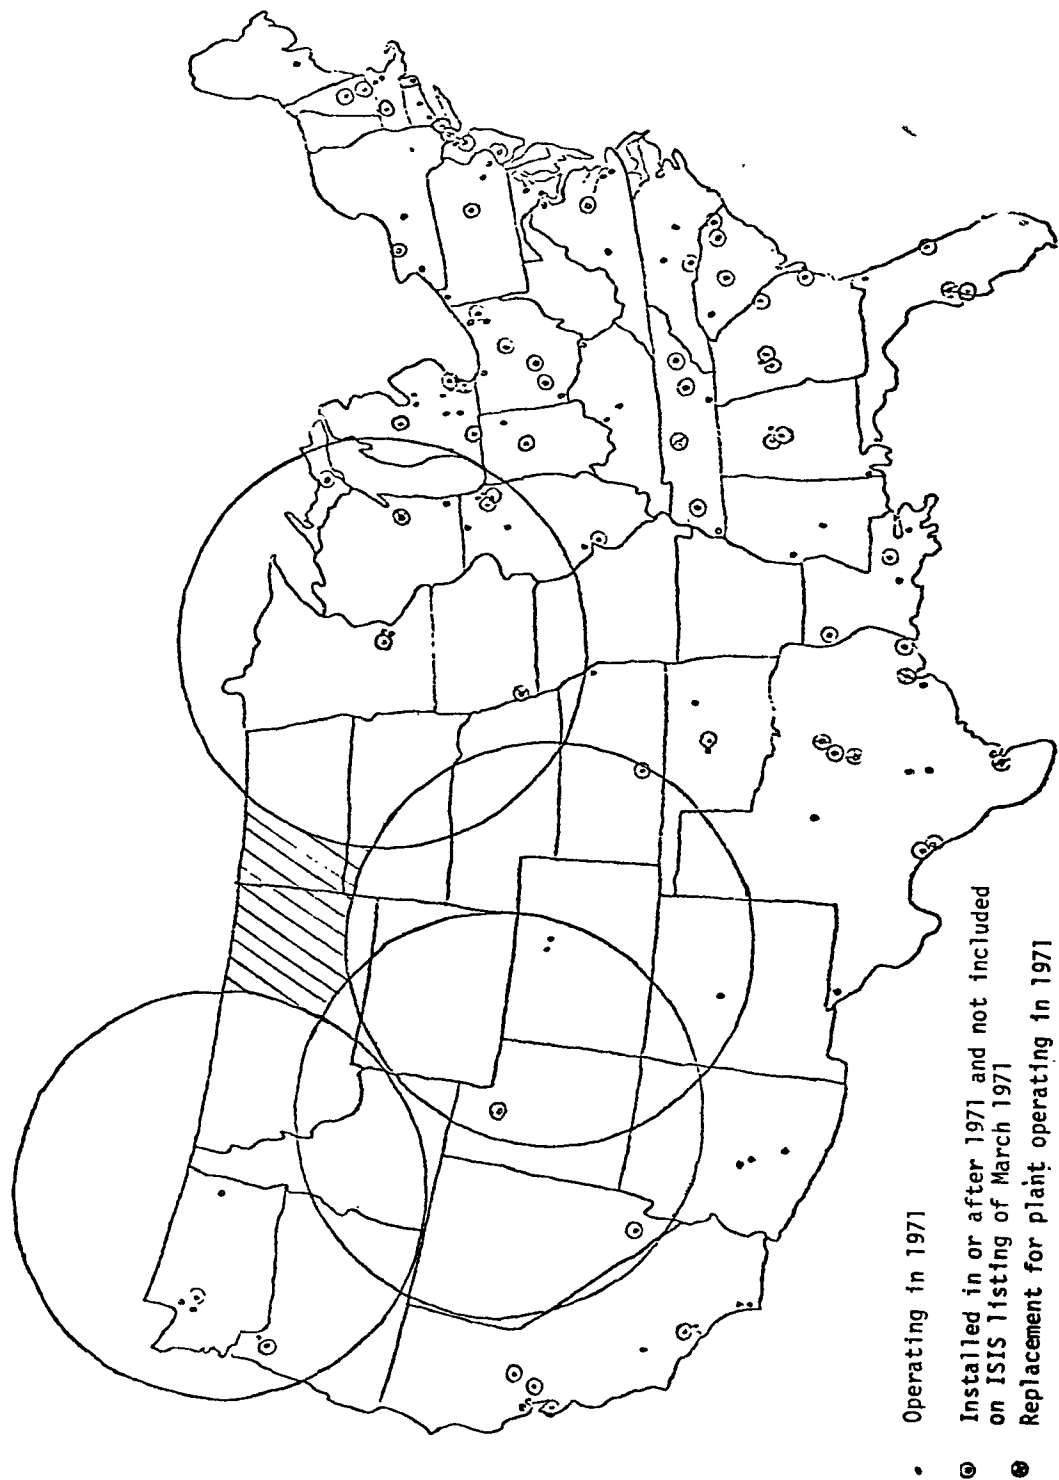 Operating in 1971
Installed in or after 1971 and not included
on ISIS listing of March 1971
Replacement for plant operating in 1971